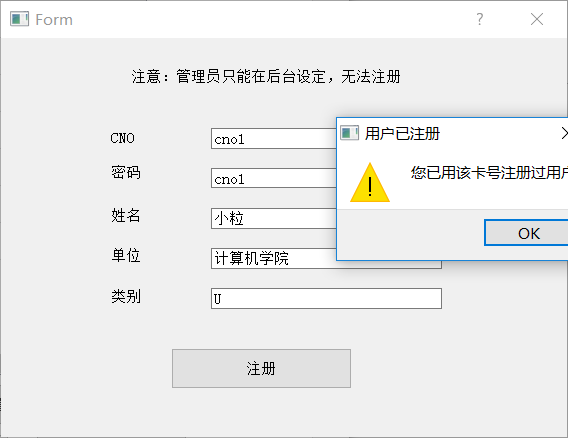 Form
注意：管理员只能在后台设定，无法注册
CNO
cno1
用户已注册
密码
cno1
您已用该卡号注册过用户
姓名
小粒
OK
单位
计算机学院
类别
U
注册